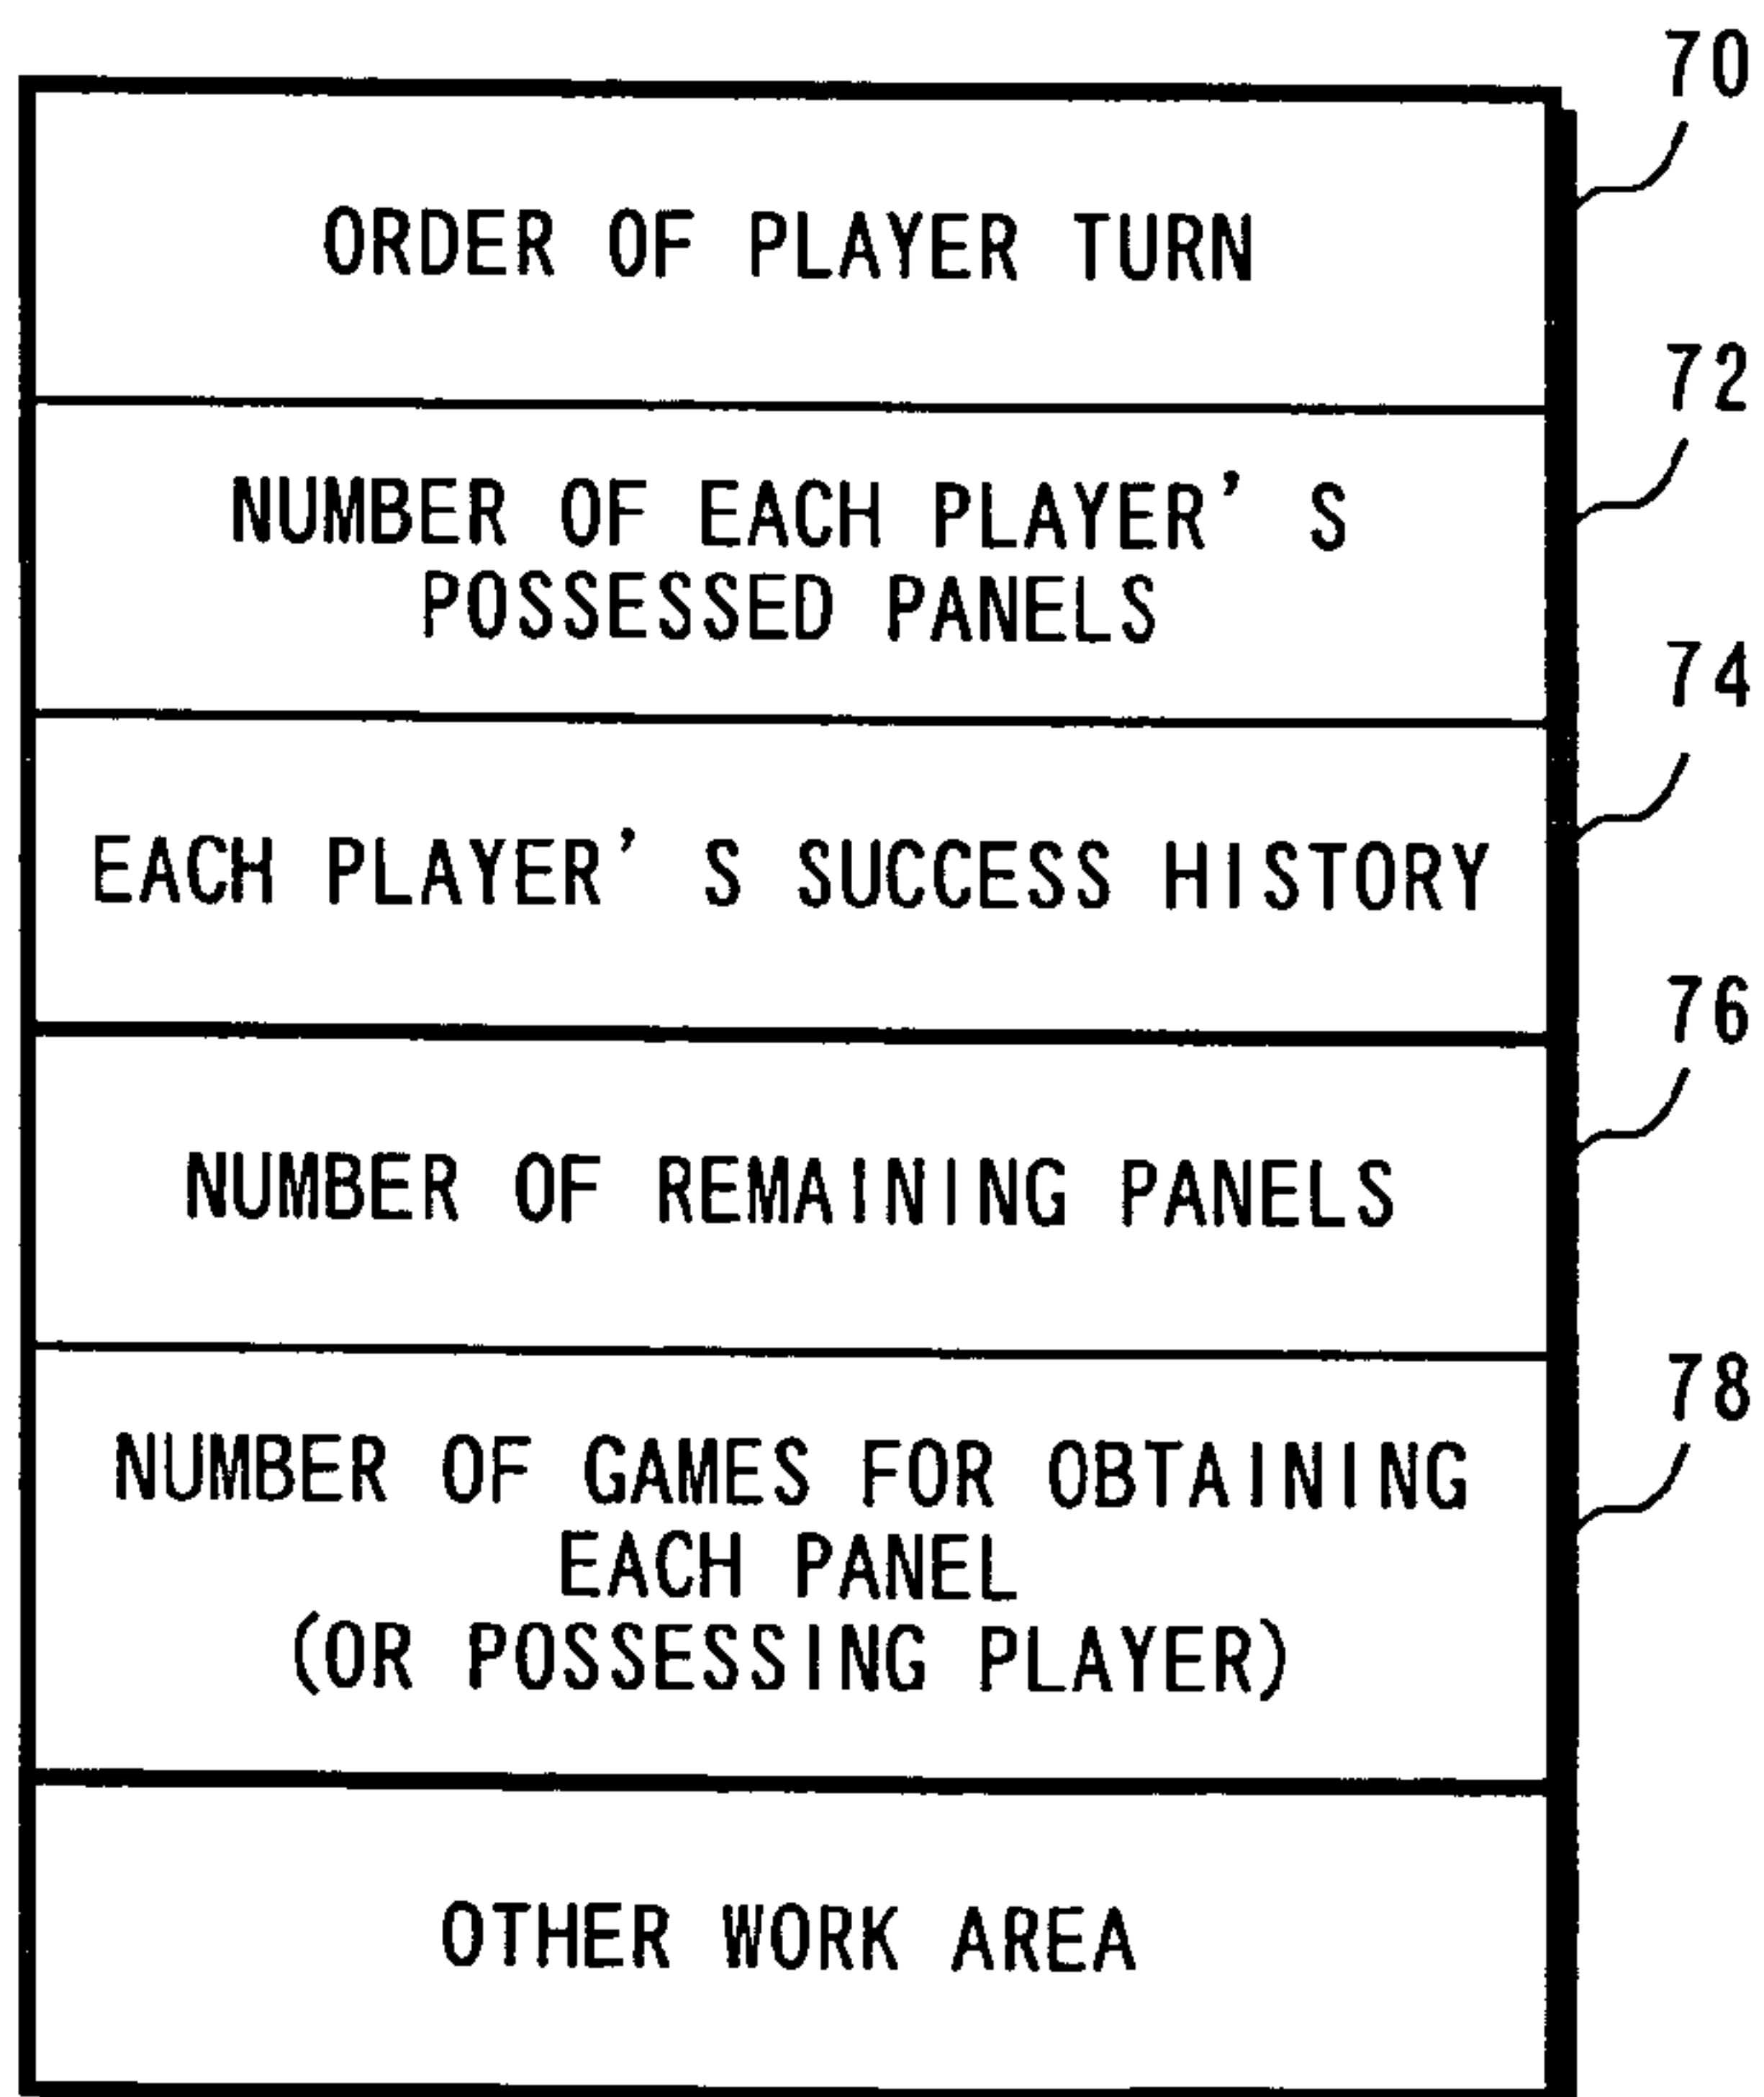 70
ORDER OF PLAYER TURN
72
NUMBER OF EACH PLAYER'S
POSSESSED PANELS
74
EACH PLAYER'S SUCCESS HISTORY
76
NUMBER OF REMAINING PANELS
78
NUMBER OF GAMES FOR OBTAINING
EACH PANEL
(OR POSSESSING PLAYER)
OTHER WORK AREA